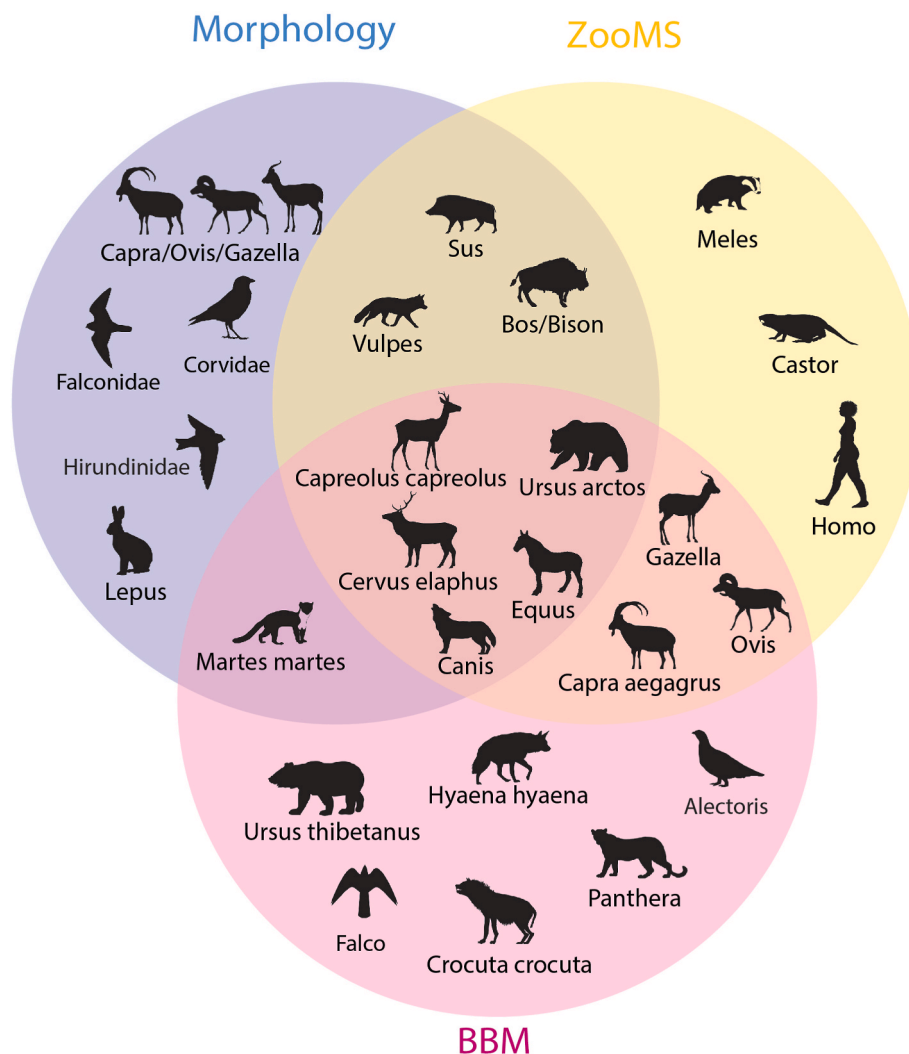 Morphology
ZooMS
Capra/Ovis/Gazella
Sus
Meles
Bos/Bison
Vulpes
Corvidae
Falconidae
Castor
Hirundinidae
Capreolus capreolus
Ursus arctos
Homo
Gazella
Lepus
Cervus elaphus
Equus
Ovis
Martes martes
Canis
Capra aegagrus
Hyaena hyaena
Alectoris
Ursus thibetanus
Panthera
Falco
Crocuta crocuta
BBM